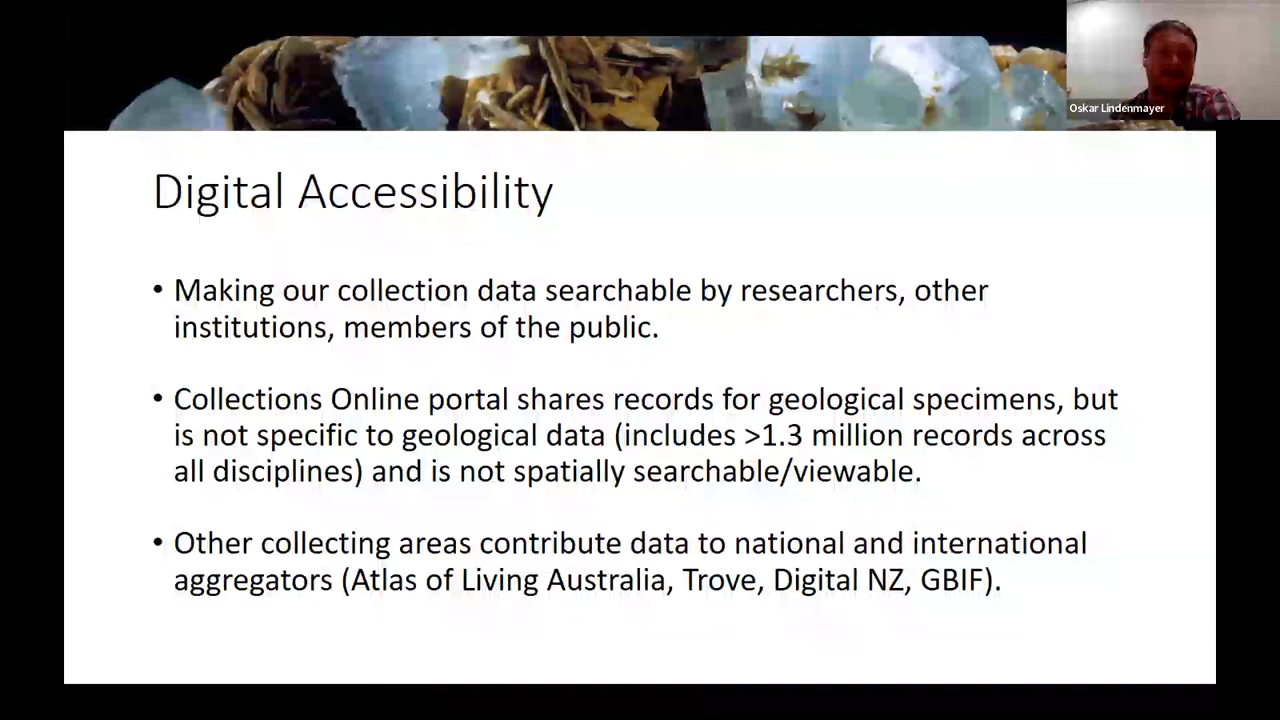 Oskar Lindenmayer
Digital Accessibility
• Making our collection data searchable by researchers, other
institutions, members of the public.
• Collections Online portal shares records for geological specimens, but
is not specific to geological data (includes >1.3 million records across
all disciplines) and is not spatially searchable/viewable.
• Other collecting areas contribute data to national and international
aggregators (Atlas of Living Australia, Trove, Digital NZ, GBIF).